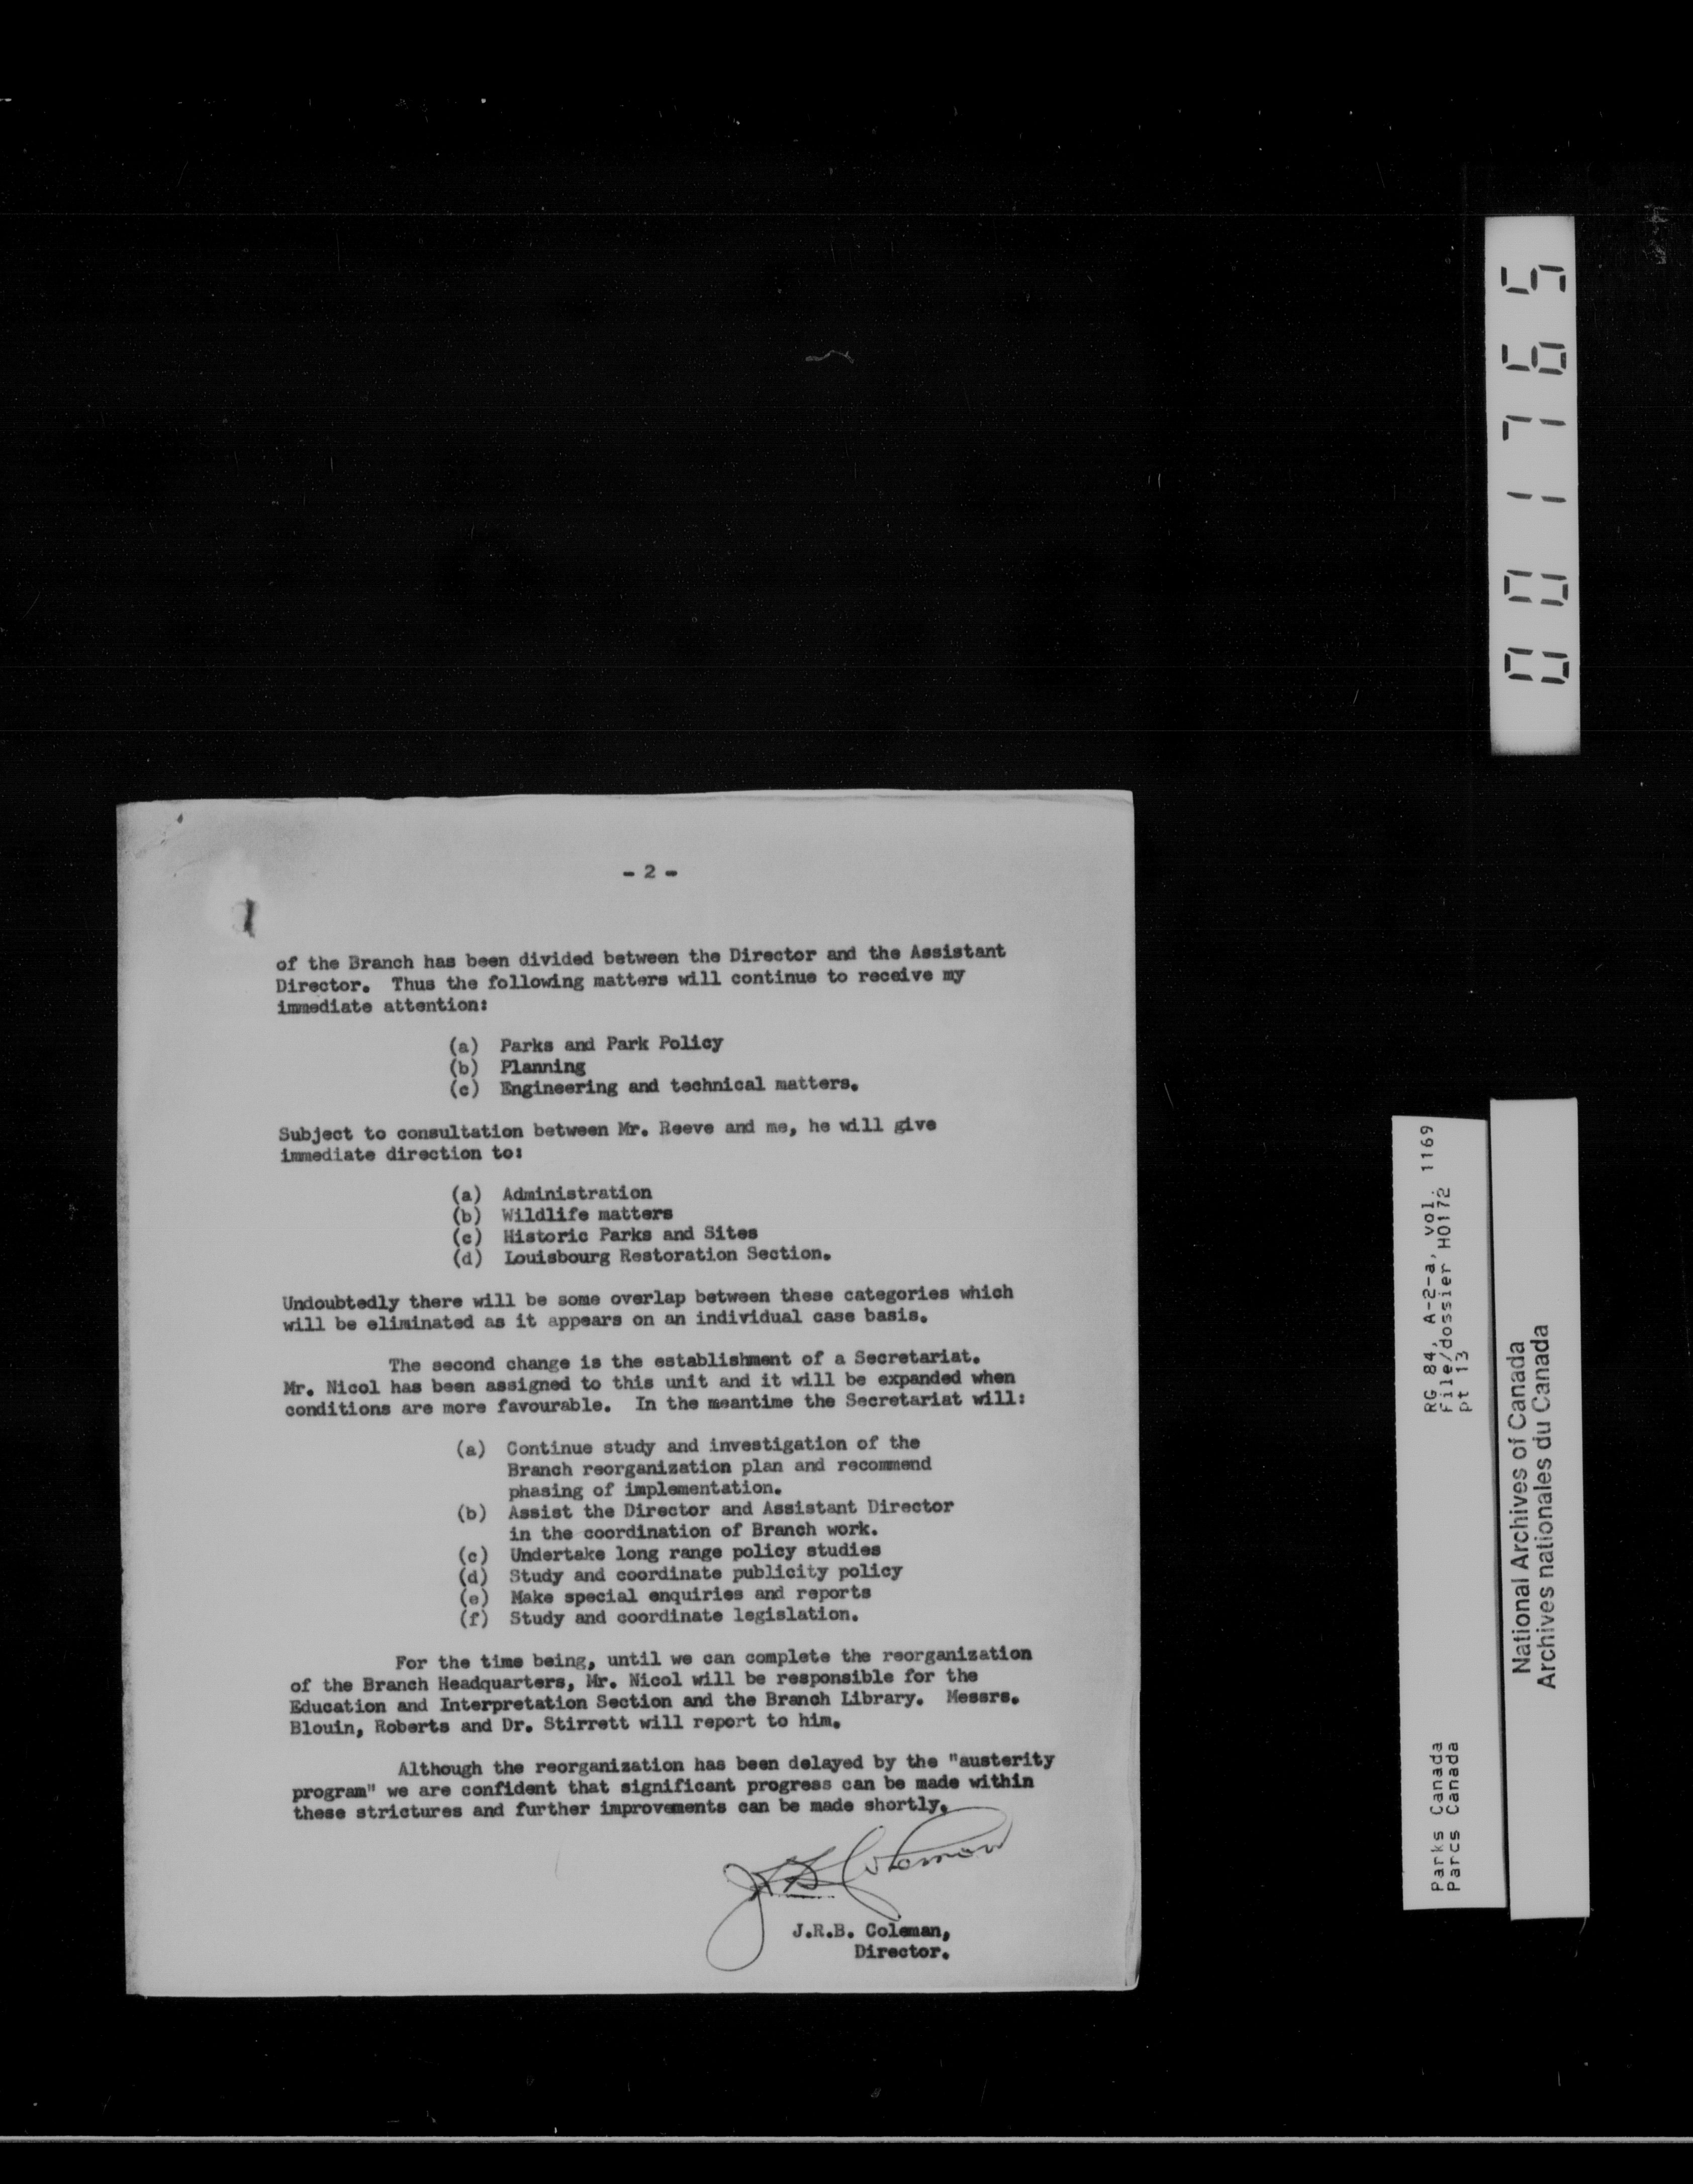 - 2 -
of the Branch has been divided between the Director and the Assistant
Director. Thus the following matters will continue to receive my
immediate attention:
(a) Parks and Park Policy
(b) Planning
(c) Engineering and technical matters.
Subject to consultation between Mr. Reeve and me, he will give
immediate direction to:
(a) Administration
(b) Wildlife matters
(c) Historic Parks and Sites
(d) Louisbourg Restoration Section.
Undoubtedly there will be some overlap between these categories which
will be eliminated as it appears on an individual case basis.
The second change is the establishment of a Secretariat.
Mr. Nicol has been assigned to this unit and it will be expanded when
conditions are more favourable. In the meantime the Secretariat will:
(a) Continue study and investigation of the
Branch reorganization plan and recommend
phasing of implementation.
(b) Assist the Director and Assistant Director
in the coordination of Branch work.
(c) Undertake long range policy studies
(d) Study and coordinate publicity policy
(e) Make special enquiries and reports
(f) Study and coordinate legislation.
For the time being, until we can complete the reorganization
of the Branch Headquarters, Mr. Nicol will be responsible for the
Education and Interpretation Section and the Branch Library. Messrs.
Blouin, Roberts and Dr. Stirrett will report to him.
Although the reorganization has been delayed by the "austerity
program" we are confident that significant progress can be made within
these strictures and further improvements can be made shortly.
JRB Coleman
J.R.B. Coleman,
Director.
001765
Parks Canada RG 84, A-2-a, vol. 1169
Parcs Canada File/dossier H0172
pt 13
National Archives of Canada
Archives nationales du Canada